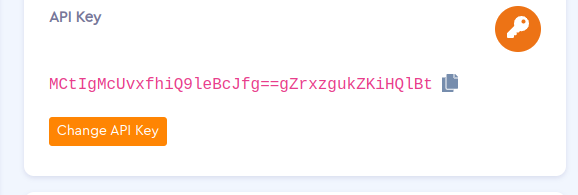 API Key
MCtIgMcUvxfhiQ9leBcJfg==gZrxzgukZKiHQlBt
Change API Key